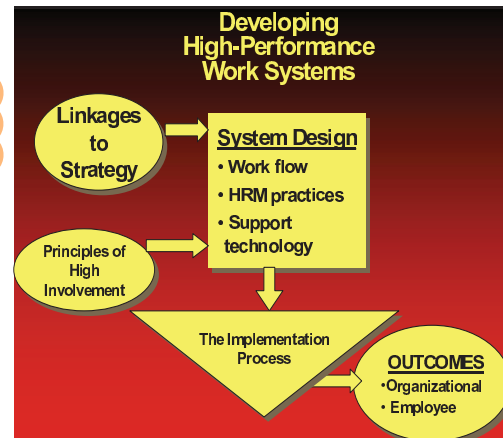 Developing
High-Performance
Work Systems
Linkages
to
Strategy
System Design
• Work flow
• HRM practices
• Support
technology
Principles of
High
Involvement
The Implementation
Process
OUTCOMES
•Organizational
• Employee